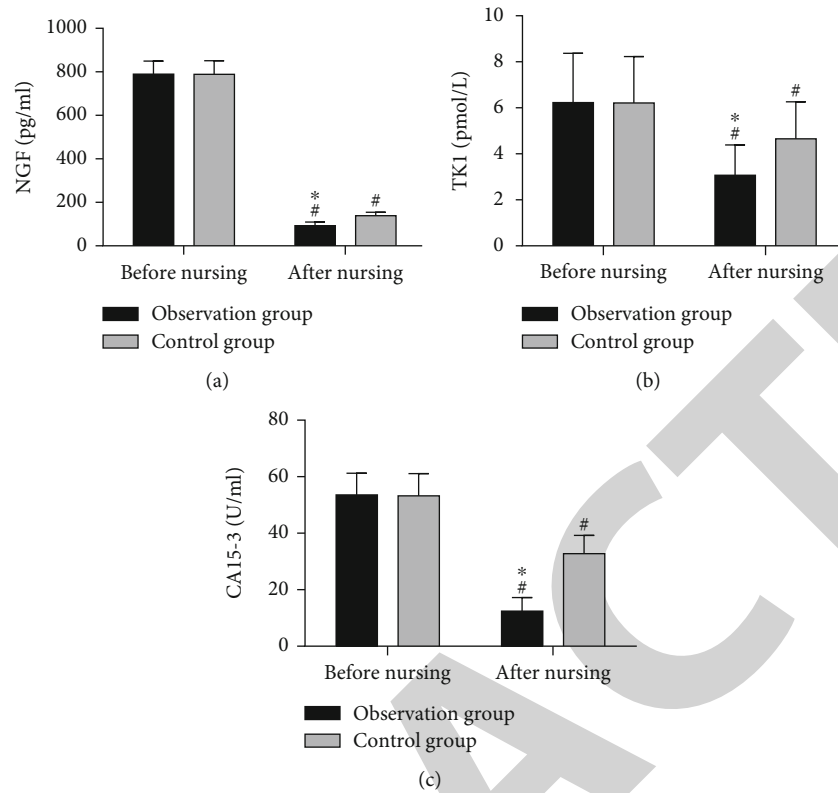 1000
800
600
400
200
0
NGF (pg/ml)
*
#
#
Before nursing
After nursing
Observation group
Control group
(a)
10
8
6
4
2
0
TK1 (pmol/L)
*
#
#
Before nursing
After nursing
Observation group
Control group
(b)
80
60
40
20
0
CA15-3 (U/ml)
*
#
#
Before nursing
After nursing
Observation group
Control group
(c)
ACT